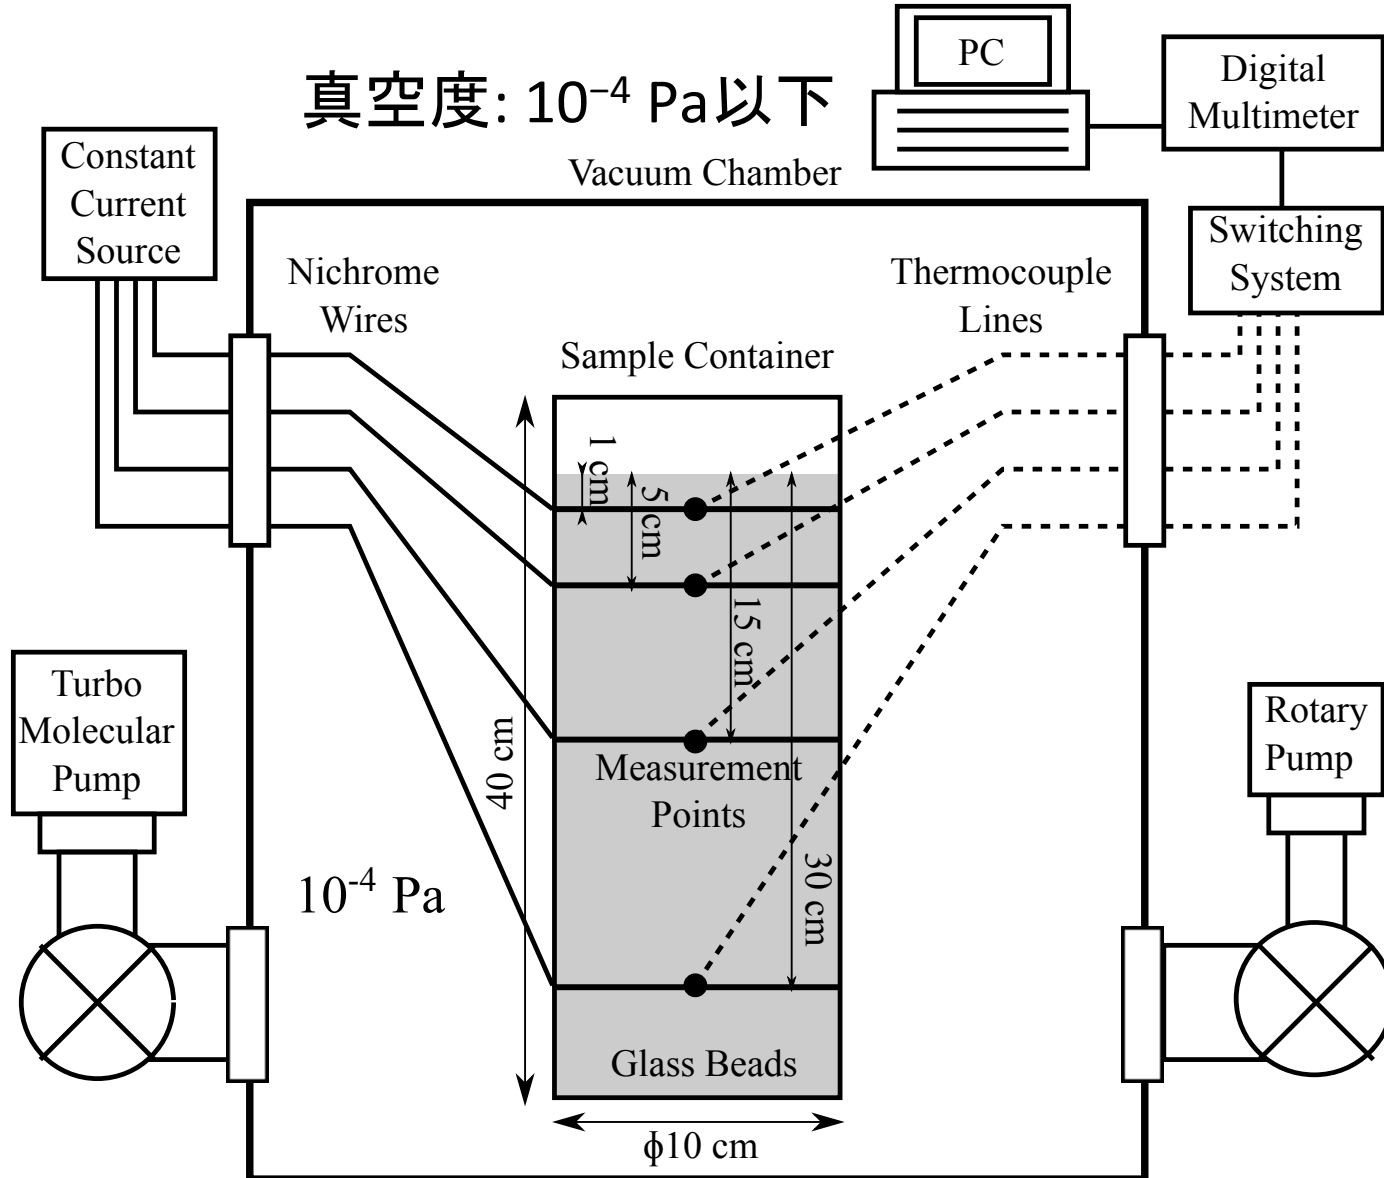 真空度: 10⁻⁴ Pa以下
PC
Digital
Multimeter
Constant
Current
Source
Vacuum Chamber
Switching
System
Nichrome
Wires
Thermocouple
Lines
Sample Container
1 cm
5 cm
15 cm
40 cm
30 cm
Measurement
Points
Turbo
Molecular
Pump
Rotary
Pump
10⁻⁴ Pa
Glass Beads
ϕ10 cm